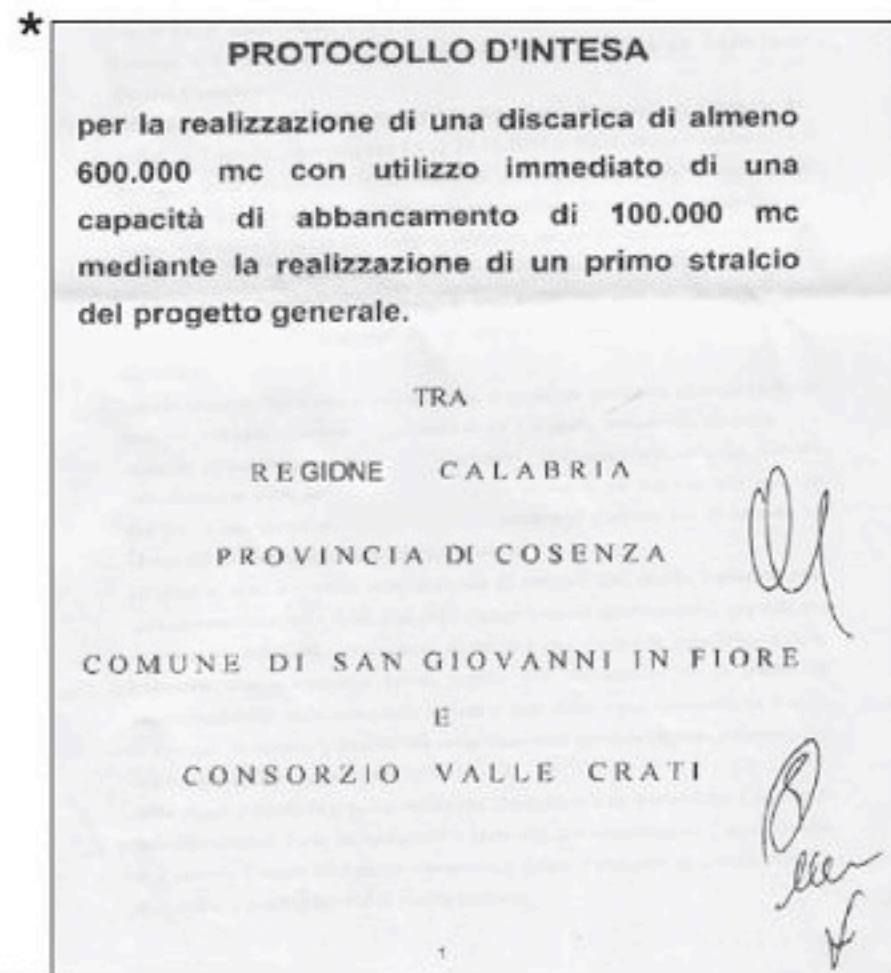 *
PROTOCOLLO D'INTESA
per la realizzazione di una discarica di almeno
600.000 mc con utilizzo immediato di una
capacità di abbancamento di 100.000 mc
mediante la realizzazione di un primo stralcio
del progetto generale.
TRA
REGIONE CALABRIA
PROVINCIA DI COSENZA
COMUNE DI SAN GIOVANNI IN FIORE
E
CONSORZIO VALLE CRATI
1